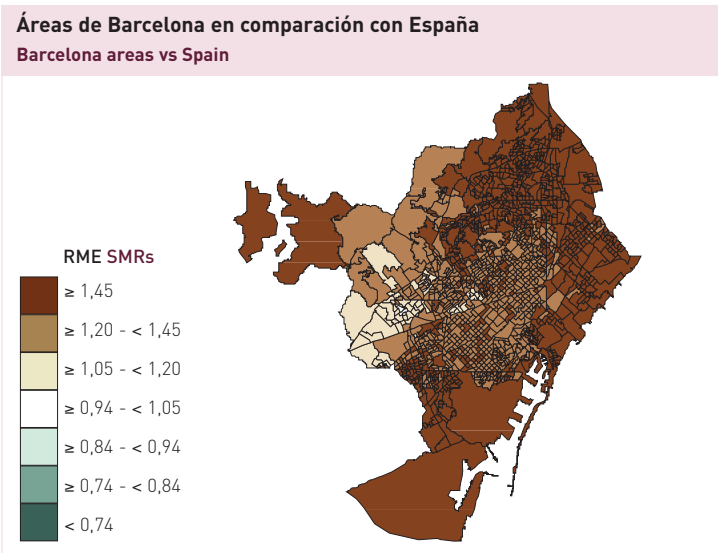 Áreas de Barcelona en comparación con España
Barcelona areas vs Spain
RME SMRs
≥ 1,45
≥ 1,20 - < 1,45
≥ 1,05 - < 1,20
≥ 0,94 - < 1,05
≥ 0,84 - < 0,94
≥ 0,74 - < 0,84
< 0,74